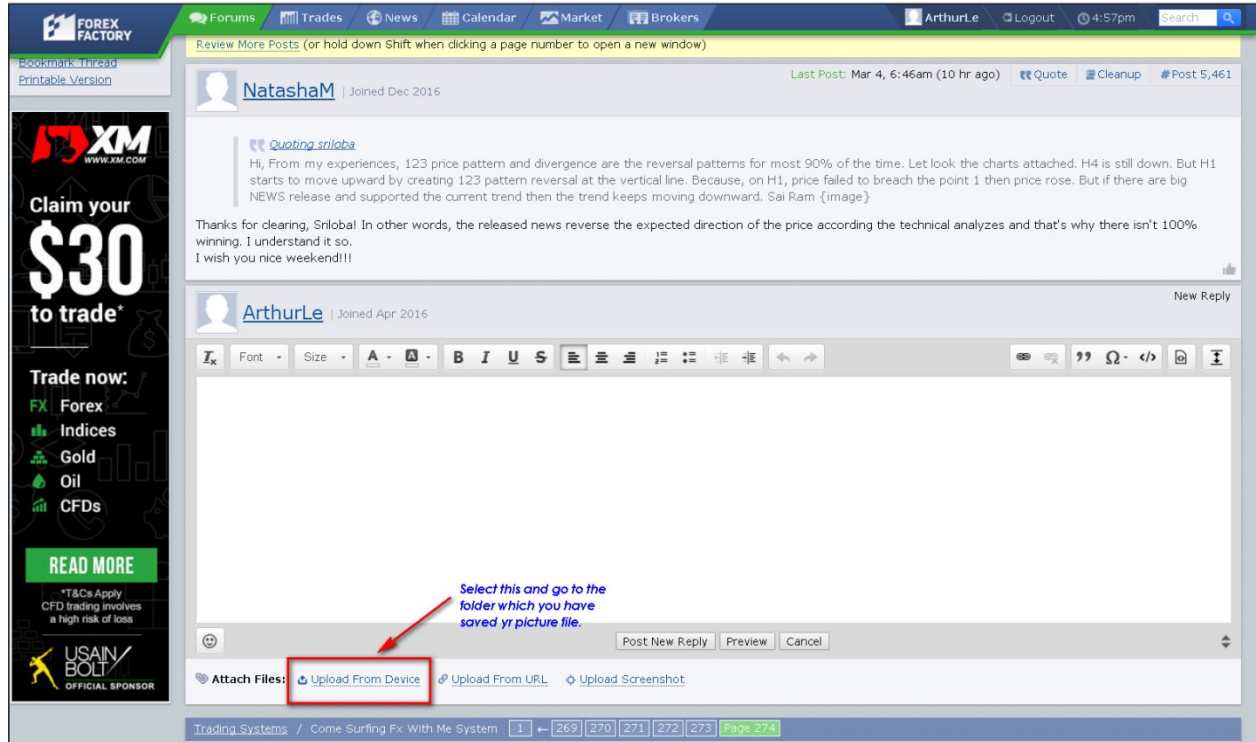 FOREX
FACTORY
Forums
Trades
News
Calendar
Market
Brokers
ArthurLe
Logout
4:57pm
Search
Bookmark Thread
Printable Version
Review More Posts (or hold down Shift when clicking a page number to open a new window)
NatashaM | Joined Dec 2016
Last Post: Mar 4, 6:46am (10 hr ago)
Quote
Cleanup
#Post 5,461
Quoting sriloba
Hi, From my experiences, 123 price pattern and divergence are the reversal patterns for most 90% of the time. Let look the charts attached. H4 is still down. But H1
starts to move upward by creating 123 pattern reversal at the vertical line. Because, on H1, price failed to breach the point 1 then price rose. But if there are big
NEWS release and supported the current trend then the trend keeps moving downward. Sai Ram {image}
Thanks for clearing, Sriloba! In other words, the released news reverse the expected direction of the price according the technical analyzes and that's why there isn't 100%
winning. I understand it so.
I wish you nice weekend!!!
XM
WWW.XM.COM
Claim your
$30
to trade*
Trade now:
FX Forex
Indices
Gold
Oil
CFDs
READ MORE
*T&Cs Apply
CFD trading involves
a high risk of loss
USAIN
BOLT
OFFICIAL SPONSOR
ArthurLe | Joined Apr 2016
New Reply
Font
Size
A
A
B I U S
Ω
Select this and go to the
folder which you have
saved yr picture file.
Post New Reply
Preview
Cancel
Attach Files: Upload From Device
Upload From URL
Upload Screenshot
Trading Systems / Come Surfing Fx With Me System 1 ← 269 270 271 272 273 Page 274